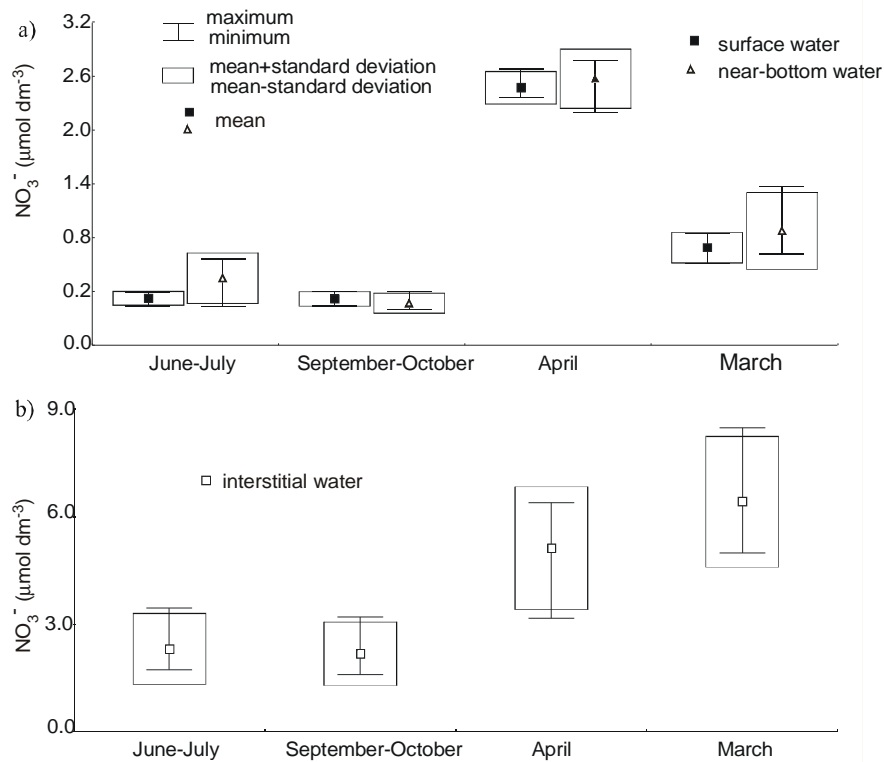 a)
maximum
minimum
mean+standard deviation
mean-standard deviation
mean
surface water
near-bottom water
NO3- (µmol dm-3)
3.2
2.6
2.0
1.4
0.8
0.2
0.0
June-July
September-October
April
March
b)
interstitial water
NO3- (µmol dm-3)
9.0
6.0
3.0
0.0
June-July
September-October
April
March